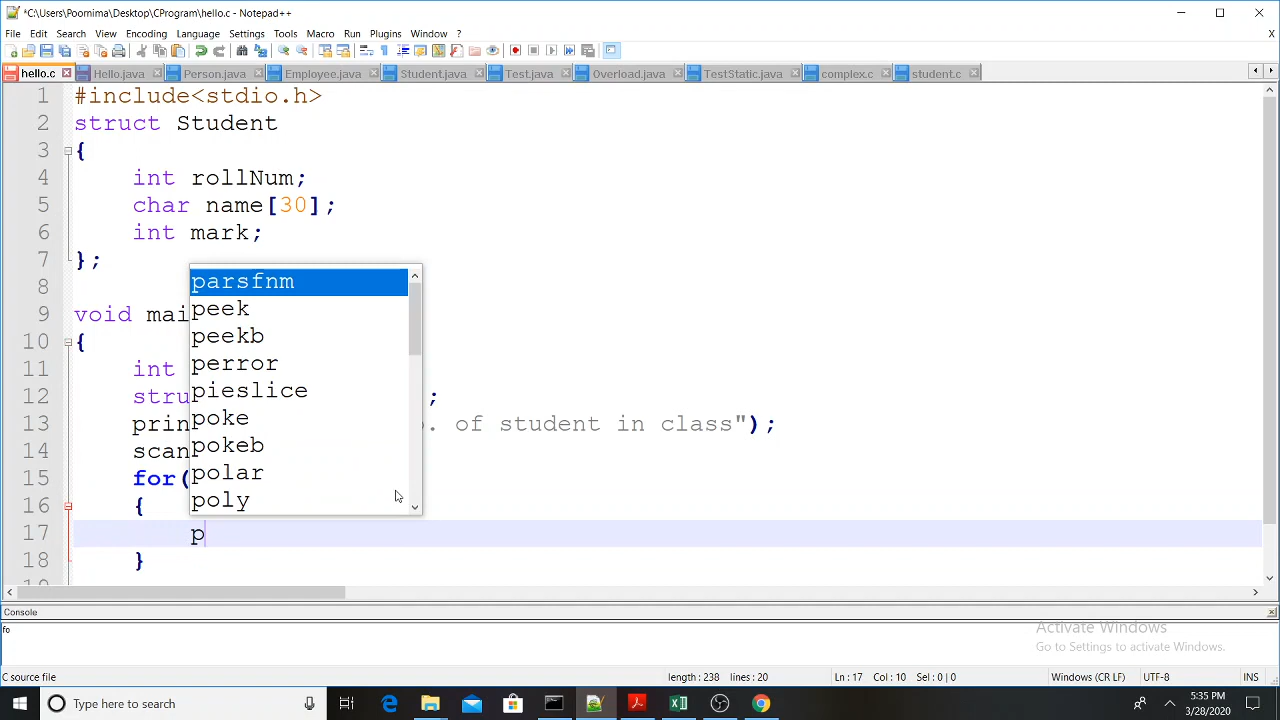 *C:\Users\Poornima\Desktop\CProgram\hello.c - Notepad++
File Edit Search View Encoding Language Settings Tools Macro Run Plugins Window ? X
hello.c Hello.java Person.java Employee.java Student.java Test.java Overload.java TestStatic.java complex.c student.c
1 #include<stdio.h>
2 struct Student
3 {
4 int rollNum;
5 char name[30];
6 int mark;
7 };
8
9 void mai
10 {
11 int
12 stru ;
13 prin . of student in class");
14 scan
15 for(
16 {
17 p
18 }
parsfnm
peek
peekb
perror
pieslice
poke
pokeb
polar
poly
Console
fo
Activate Windows
Go to Settings to activate Windows.
C source file length : 238 lines : 20 Ln : 17 Col : 10 Sel : 0 | 0 Windows (CR LF) UTF-8 INS
Type here to search
5:35 PM
3/28/2020